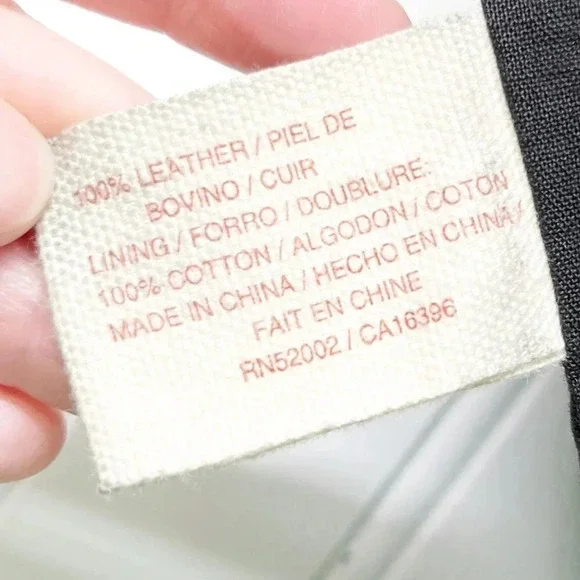 100% LEATHER / PIEL DE
BOVINO / CUIR
LINING / FORRO / DOUBLURE:
100% COTTON / ALGODON / COTON
MADE IN CHINA / HECHO EN CHINA /
FAIT EN CHINE
RN52002 / CA16396